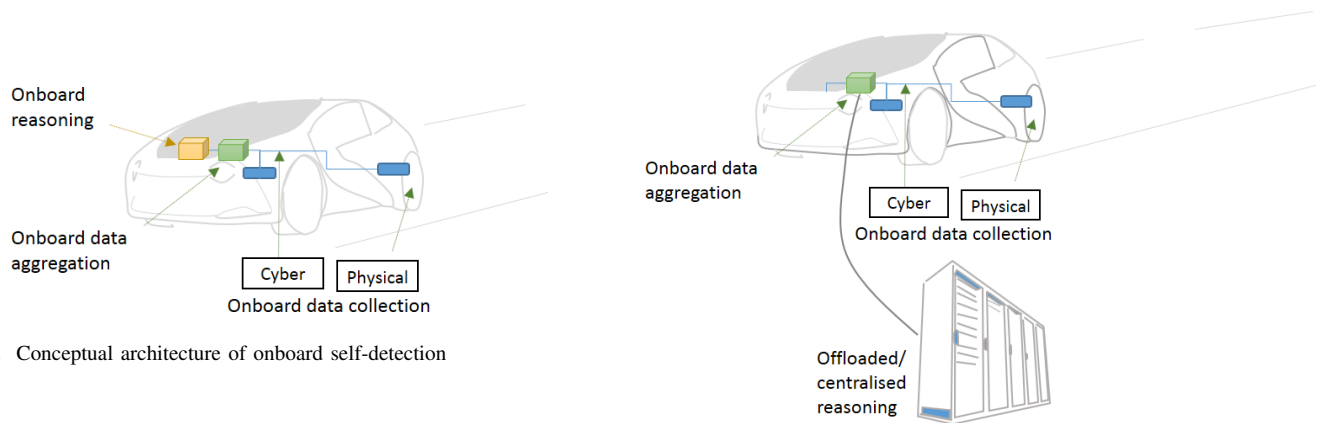 Onboard
reasoning
Onboard data
aggregation
Cyber
Physical
Onboard data collection
Conceptual architecture of onboard self-detection
Onboard data
aggregation
Cyber
Physical
Onboard data collection
Offloaded/
centralised
reasoning